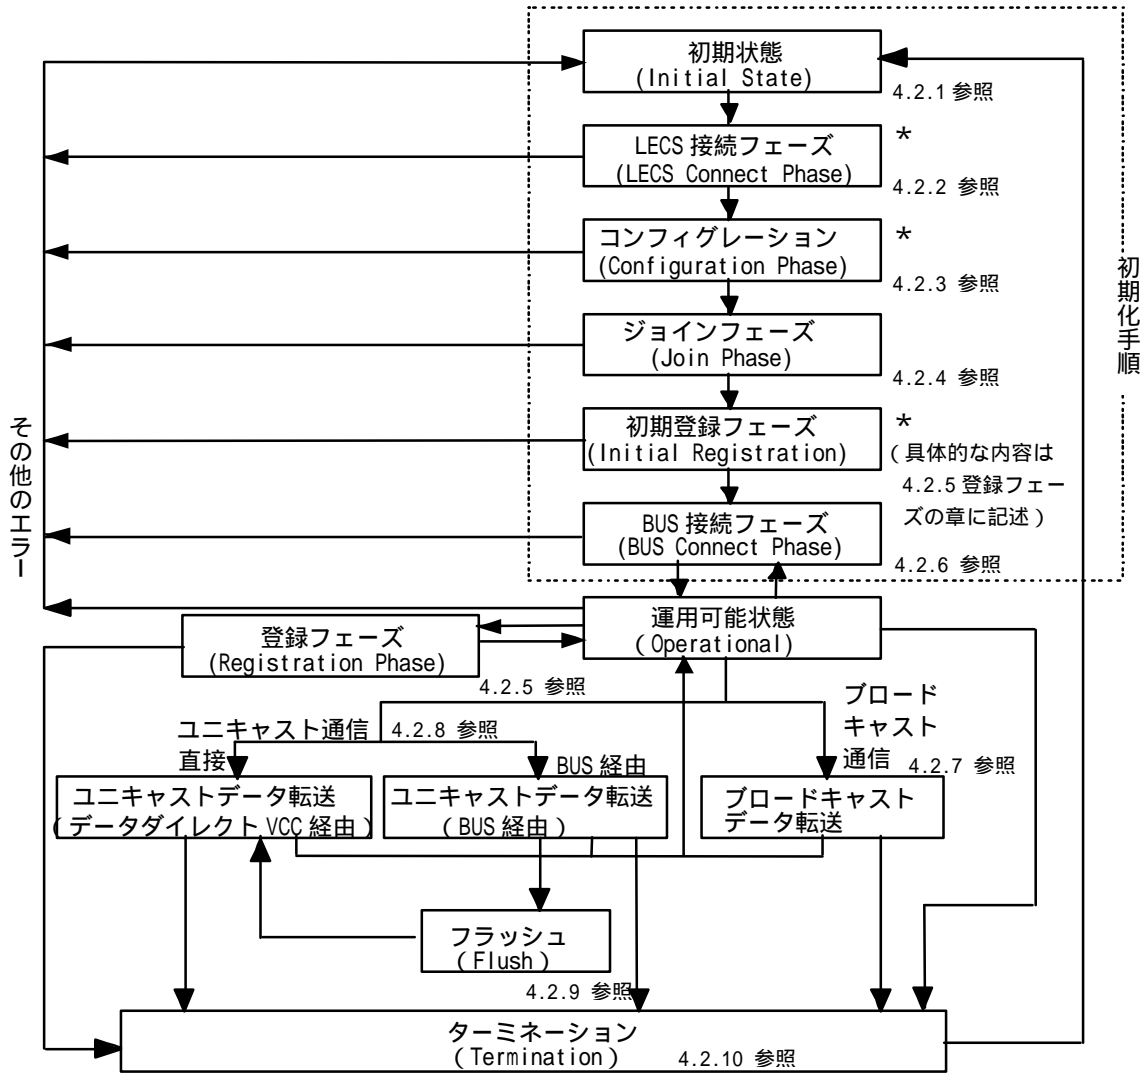 初期状態
(Initial State)
4.2.1 参照
LECS 接続フェーズ
(LECS Connect Phase)
*
4.2.2 参照
コンフィグレーション
(Configuration Phase)
*
4.2.3 参照
初期化手順
ジョインフェーズ
(Join Phase)
4.2.4 参照
初期登録フェーズ
(Initial Registration)
*
(具体的な内容は
4.2.5 登録フェー
ズの章に記述)
BUS 接続フェーズ
(BUS Connect Phase)
4.2.6 参照
その他のエラー
運用可能状態
(Operational)
登録フェーズ
(Registration Phase)
4.2.5 参照
ユニキャスト通信
4.2.8 参照
直接
BUS 経由
ブロード
キャスト
通信
4.2.7 参照
ユニキャストデータ転送
(データダイレクト VCC 経由)
ユニキャストデータ転送
(BUS 経由)
ブロードキャスト
データ転送
フラッシュ
(Flush)
4.2.9 参照
ターミネーション
(Termination)
4.2.10 参照